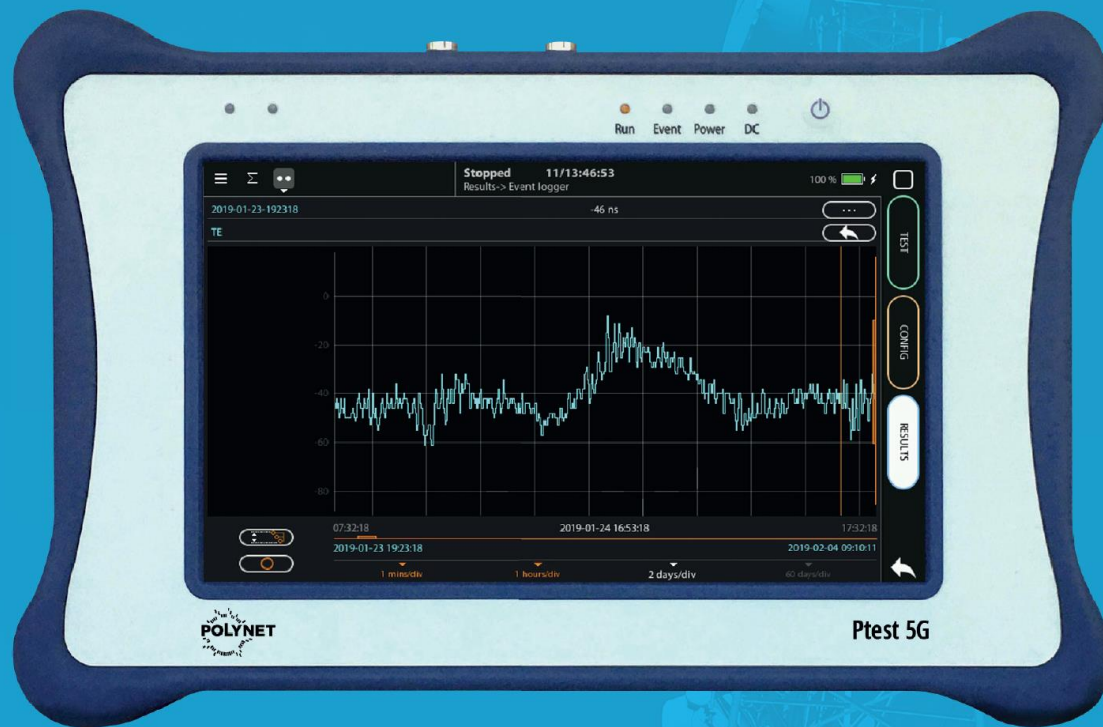 Run Event Power DC
Σ
Stopped 11/13:46:53
Results-> Event logger
100 %
2019-01-23-192318 -46 ns ...
TE
TEST
CONFIG
RESULTS
0
-20
-40
-60
-80
07:32:18 2019-01-24 16:53:18 17:32:18
2019-01-23 19:23:18 2019-02-04 09:10:11
1 mins/div 1 hours/div 2 days/div 60 days/div
POLYNET
Ptest 5G